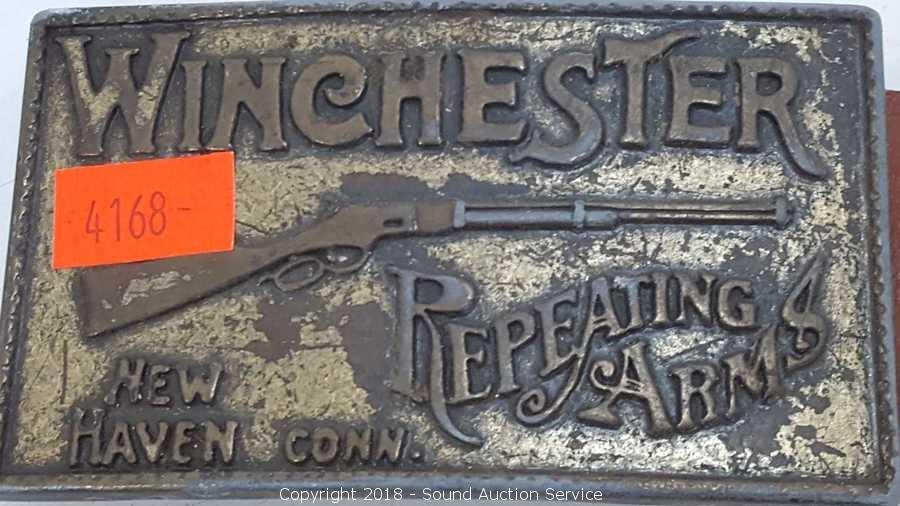 WINCHESTER
4168-
REPEATING
ARMS
NEW
HAVEN CONN.
Copyright 2018 - Sound Auction Service